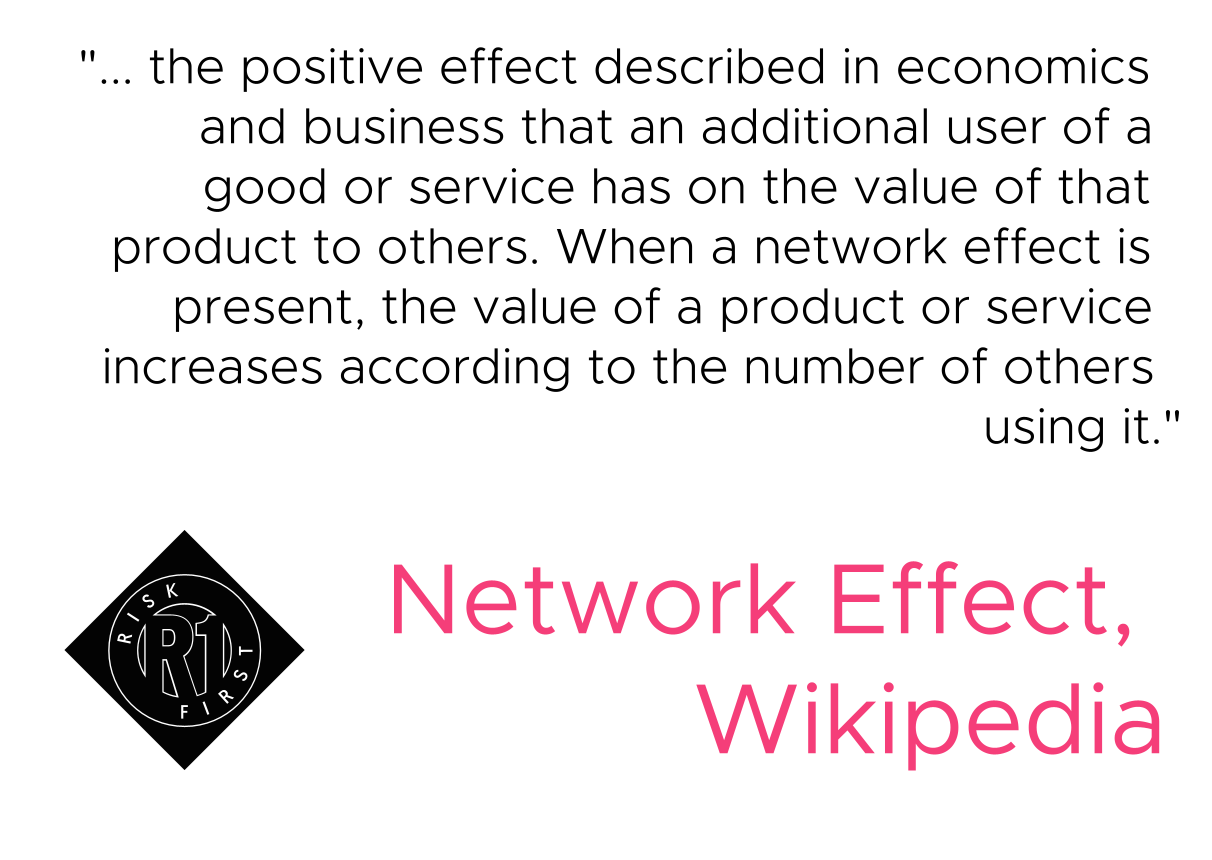 "... the positive effect described in economics
and business that an additional user of a
good or service has on the value of that
product to others. When a network effect is
present, the value of a product or service
increases according to the number of others
using it."
RISK
R1
FIRST
Network Effect,
Wikipedia